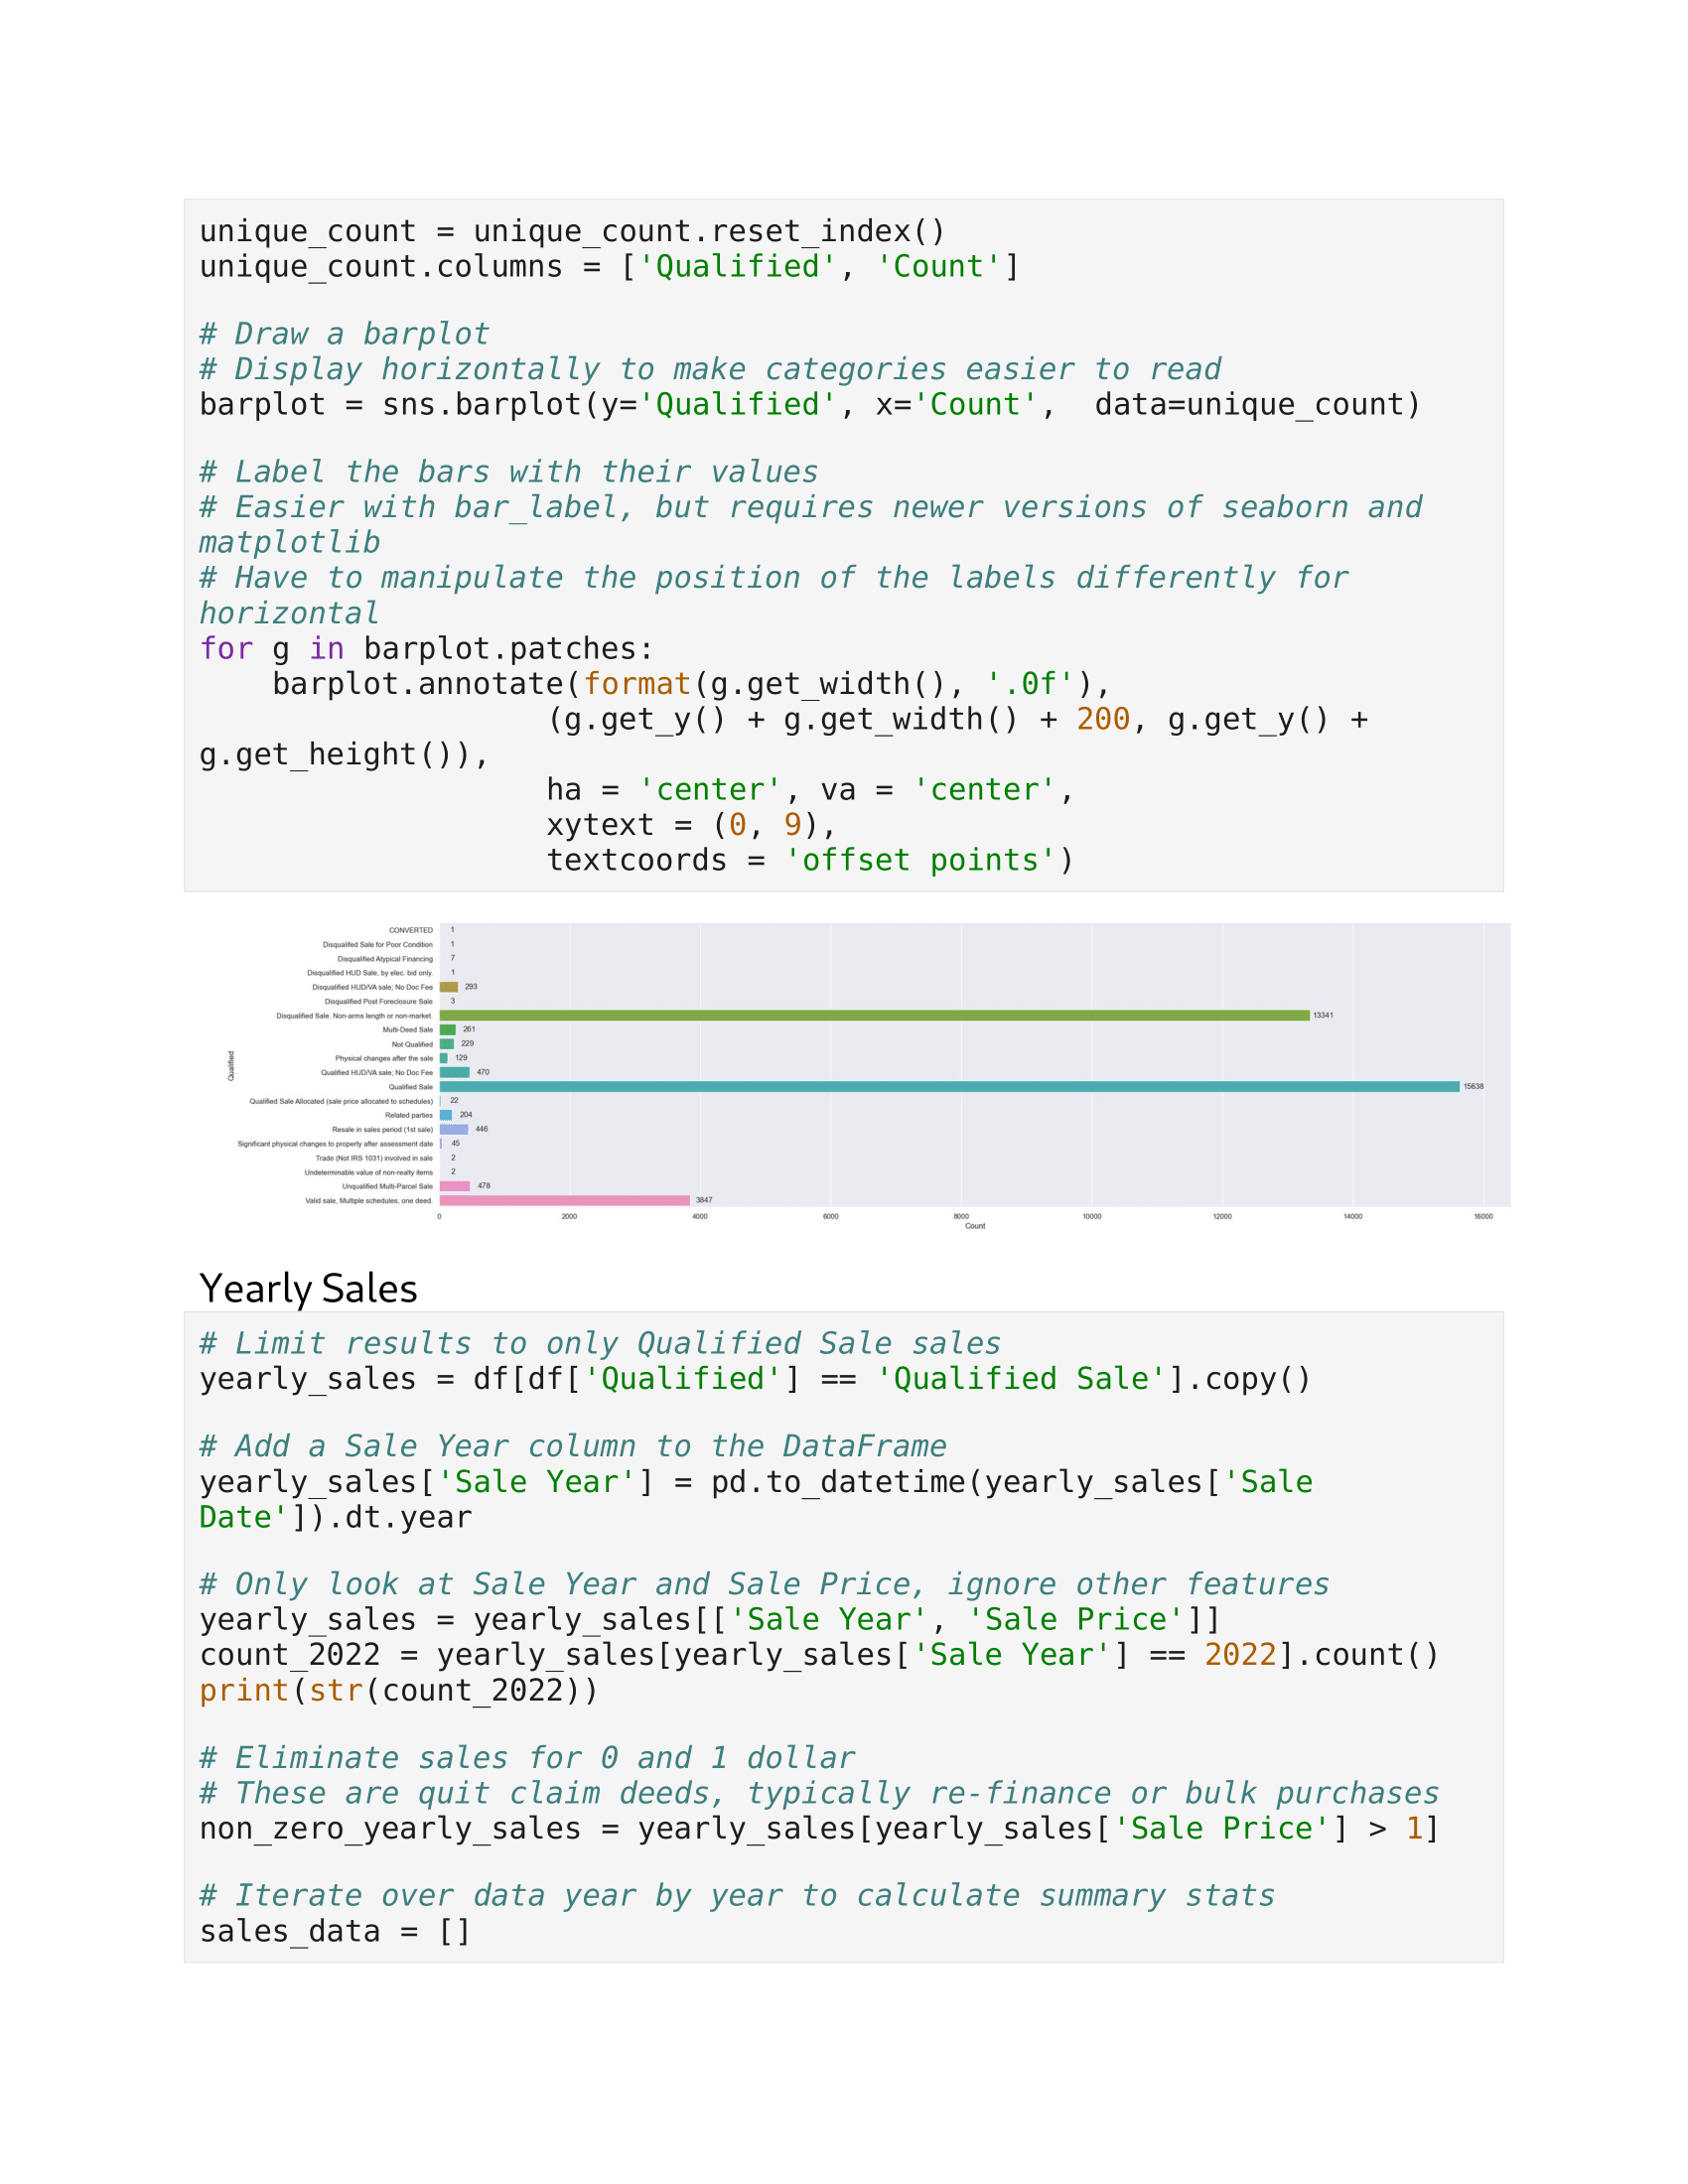 unique_count = unique_count.reset_index()
unique_count.columns = ['Qualified', 'Count']
# Draw a barplot
# Display horizontally to make categories easier to read
barplot = sns.barplot(y='Qualified', x='Count',  data=unique_count)
# Label the bars with their values
# Easier with bar_label, but requires newer versions of seaborn and
matplotlib
# Have to manipulate the position of the labels differently for
horizontal
for g in barplot.patches:
    barplot.annotate(format(g.get_width(), '.0f'),
                   (g.get_y() + g.get_width() + 200, g.get_y() +
g.get_height()),
                   ha = 'center', va = 'center',
                   xytext = (0, 9),
                   textcoords = 'offset points')
CONVERTED 1
Disqualifed Sale for Poor Condition 1
Disqualified Atypical Financing 7
Disqualified HUD Sale, by elec. bid only. 1
Disqualified HUD/VA sale; No Doc Fee 293
Disqualified Post Foreclosure Sale 3
Disqualified Sale. Non-arms length or non-market. 13341
Multi-Deed Sale 261
Not Qualified 229
Physical changes after the sale 129
Qualified HUD/VA sale; No Doc Fee 470
Qualified Sale 15638
Qualified Sale Allocated (sale price allocated to schedules) 22
Related parties 204
Resale in sales period (1st sale) 446
Significant physical changes to property after assessment date 45
Trade (Not IRS 1031) involved in sale 2
Undeterminable value of non-realty items 2
Unqualified Multi-Parcel Sale 478
Valid sale, Multiple schedules, one deed. 3847
Qualified
0 2000 4000 6000 8000 10000 12000 14000 16000
Count
Yearly Sales
# Limit results to only Qualified Sale sales
yearly_sales = df[df['Qualified'] == 'Qualified Sale'].copy()
# Add a Sale Year column to the DataFrame
yearly_sales['Sale Year'] = pd.to_datetime(yearly_sales['Sale
Date']).dt.year
# Only look at Sale Year and Sale Price, ignore other features
yearly_sales = yearly_sales[['Sale Year', 'Sale Price']]
count_2022 = yearly_sales[yearly_sales['Sale Year'] == 2022].count()
print(str(count_2022))
# Eliminate sales for 0 and 1 dollar
# These are quit claim deeds, typically re-finance or bulk purchases
non_zero_yearly_sales = yearly_sales[yearly_sales['Sale Price'] > 1]
# Iterate over data year by year to calculate summary stats
sales_data = []